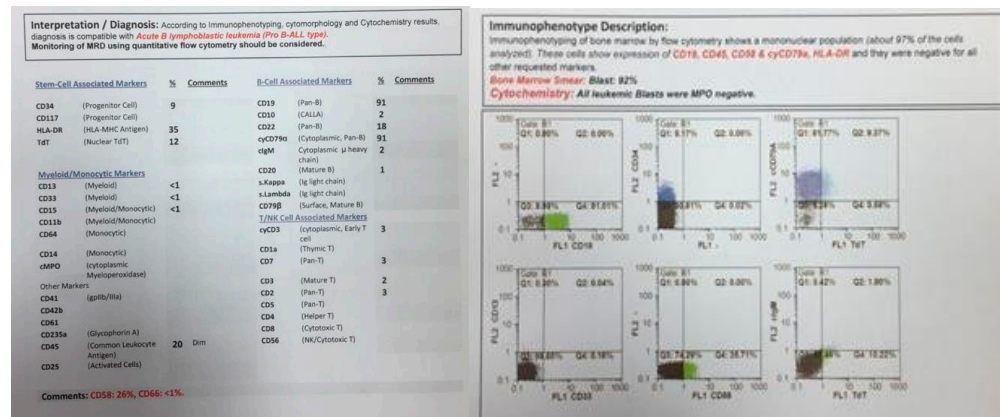 Interpretation / Diagnosis: According to Immunophenotyping, cytomorphology and Cytochemistry results,
diagnosis is compatible with Acute B lymphoblastic leukemia (Pro B-ALL type).
Monitoring of MRD using quantitative flow cytometry should be considered.
Stem-Cell Associated Markers % Comments
CD34 (Progenitor Cell) 9
CD117 (Progenitor Cell)
HLA-DR (HLA-MHC Antigen) 35
TdT (Nuclear TdT) 12
Myeloid/Monocytic Markers
CD13 (Myeloid) <1
CD33 (Myeloid) <1
CD15 (Myeloid/Monocytic) <1
CD11b (Myeloid/Monocytic)
CD64 (Monocytic)
CD14 (Monocytic)
cMPO (cytoplasmic
Myeloperoxidase)
Other Markers
CD41 (gpIIb/IIIa)
CD42b
CD61
CD235a (Glycophorin A)
CD45 (Common Leukocyte
Antigen) 20 Dim
CD25 (Activated Cells)
B-Cell Associated Markers % Comments
CD19 (Pan-B) 91
CD10 (CALLA) 2
CD22 (Pan-B) 18
cyCD79α (Cytoplasmic, Pan-B) 91
cIgM Cytoplasmic µ heavy 2
chain)
CD20 (Mature B) 1
s.Kappa (Ig light chain)
s.Lambda (Ig light chain)
CD79β (Surface, Mature B)
T/NK Cell Associated Markers
cyCD3 (cytoplasmic, Early T 3
cell
CD1a (Thymic T)
CD7 (Pan-T) 3
CD3 (Mature T) 2
CD2 (Pan-T) 3
CD5 (Pan-T)
CD4 (Helper T)
CD8 (Cytotoxic T)
CD56 (NK/Cytotoxic T)
Comments: CD58: 26%, CD66: <1%.
Immunophenotype Description:
Immunophenotyping of bone marrow by flow cytometry shows a mononuclear population (about 97% of the cells
analyzed). These cells show expression of CD19, CD45, CD58 & cyCD79a, HLA-DR and they were negative for all
other requested markers.
Bone Marrow Smear: Blast: 92%
Cytochemistry: All leukemic Blasts were MPO negative.
FL2 -
FL1 CD19
FL2 CD34
FL1 -
FL2 cCD79A
FL1 TdT
FL2 CD13
FL1 CD33
FL2 -
FL1
FL2
FL1 TdT